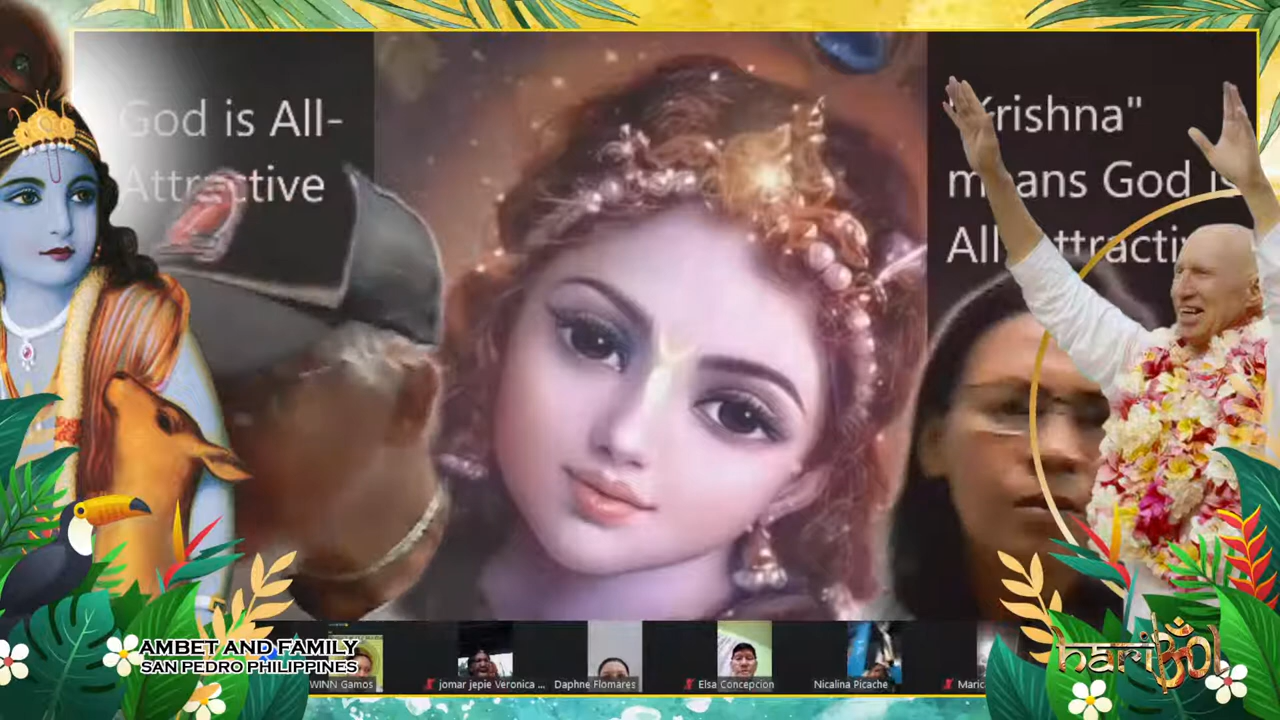 God is All-
Attractive
Krishna"
means God is
All-Attractive
AMBET AND FAMILY
SAN PEDRO PHILIPPINES
WINN Gamos
jomar jepie Veronica ...
Daphne Flomares
Elsa Concepcion
Nicalina Picache
Maric
hariBOL